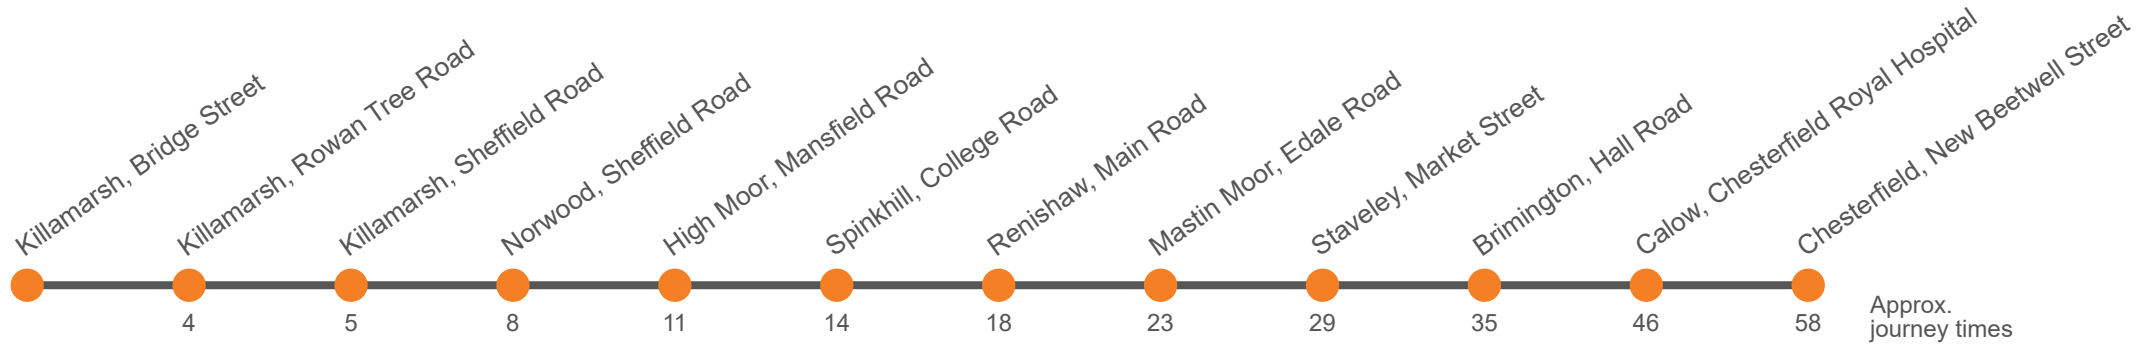 Killamarsh, Bridge Street
Killamarsh, Rowan Tree Road
Killamarsh, Sheffield Road
Norwood, Sheffield Road
High Moor, Mansfield Road
Spinkhill, College Road
Renishaw, Main Road
Mastin Moor, Edale Road
Staveley, Market Street
Brimington, Hall Road
Calow, Chesterfield Royal Hospital
Chesterfield, New Beetwell Street
4 5 8 11 14 18 23 29 35 46 58
Approx.
journey times